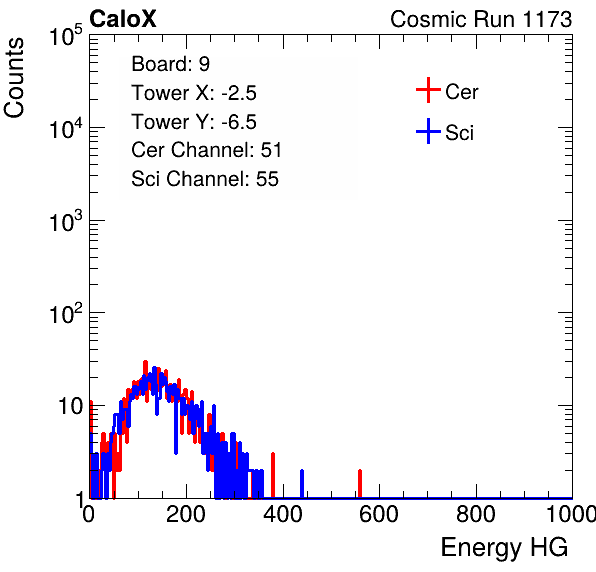 CaloX Cosmic Run 1173
Counts
Board: 9
Tower X: -2.5
Tower Y: -6.5
Cer Channel: 51
Sci Channel: 55
Cer
Sci
10^5
10^4
10^3
10^2
10
1
0 200 400 600 800 1000
Energy HG